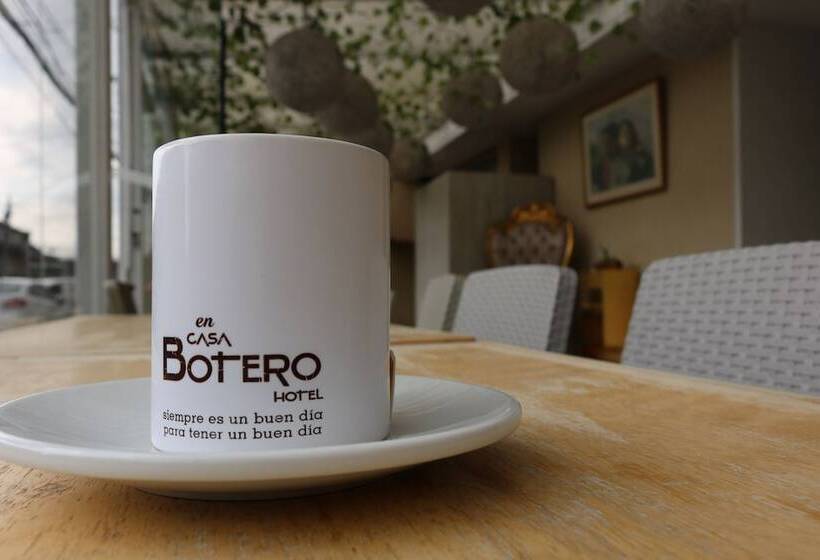 en
CASA
BOTERO
HOTEL
siempre es un buen día
para tener un buen día